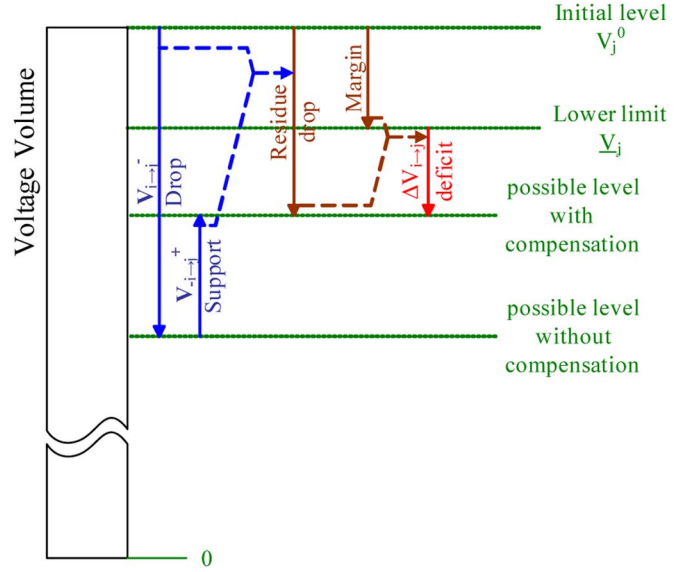 Initial level
V_j^0
Voltage Volume
V_{i→j}^-
Drop
V_{-i→j}^+
Support
Residue
drop
Margin
ΔV_{i→j}
deficit
Lower limit
V_j
possible level
with
compensation
possible level
without
compensation
0